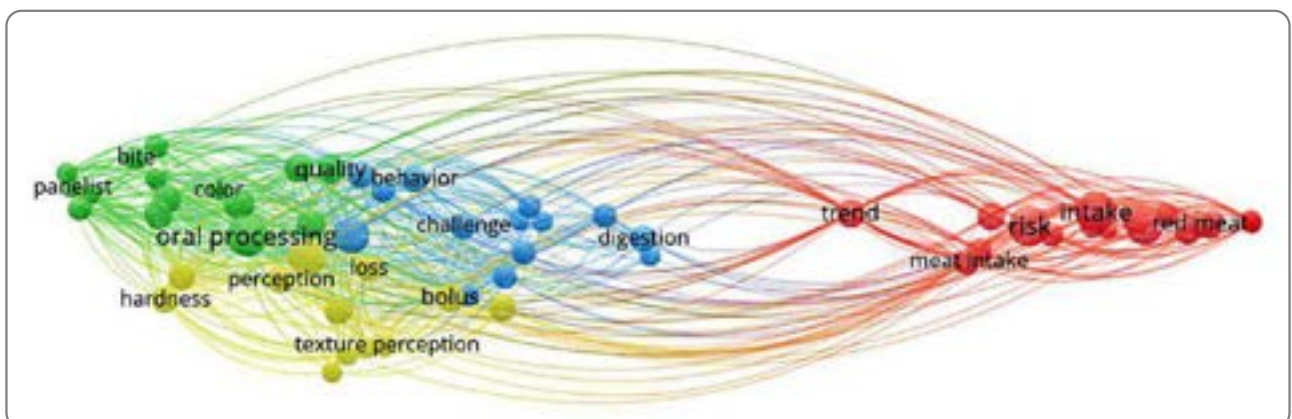 bite
quality
behavior
panelist
color
trend
intake
challenge
risk
red meat
oral processing
digestion
meat intake
loss
perception
hardness
bolus
texture perception